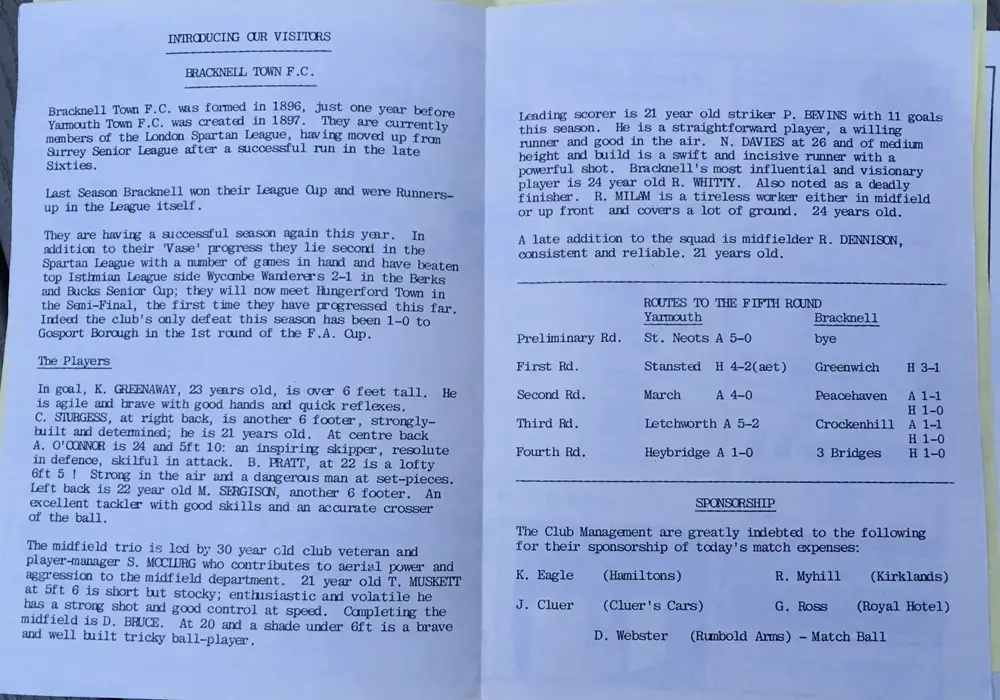 INTRODUCING OUR VISITORS
BRACKNELL TOWN F.C.
Bracknell Town F.C. was formed in 1896, just one year before
Yarmouth Town F.C. was created in 1897. They are currently
members of the London Spartan League, having moved up from
Surrey Senior League after a successful run in the late
Sixties.
Last Season Bracknell won their League Cup and were Runners-
up in the League itself.
They are having a successful season again this year. In
addition to their 'Vase' progress they lie second in the
Spartan League with a number of games in hand and have beaten
top Isthmian League side Wycombe Wanderers 2-1 in the Berks
and Bucks Senior Cup; they will now meet Hungerford Town in
the Semi-Final, the first time they have progressed this far.
Indeed the club's only defeat this season has been 1-0 to
Gosport Borough in the 1st round of the F.A. Cup.
The Players
In goal, K. GREENAWAY, 23 years old, is over 6 feet tall. He
is agile and brave with good hands and quick reflexes.
C. STURGESS, at right back, is another 6 footer, strongly-
built and determined; he is 21 years old. At centre back
A. O'CONNOR is 24 and 5ft 10: an inspiring skipper, resolute
in defence, skilful in attack. B. PRATT, at 22 is a lofty
6ft 5 ! Strong in the air and a dangerous man at set-pieces.
Left back is 22 year old M. SERGISON, another 6 footer. An
excellent tackler with good skills and an accurate crosser
of the ball.
The midfield trio is led by 30 year old club veteran and
player-manager S. MCCLURG who contributes to aerial power and
aggression to the midfield department. 21 year old T. MUSKETT
at 5ft 6 is short but stocky; enthusiastic and volatile he
has a strong shot and good control at speed. Completing the
midfield is D. BRUCE. At 20 and a shade under 6ft is a brave
and well built tricky ball-player.
Leading scorer is 21 year old striker P. BEVINS with 11 goals
this season. He is a straightforward player, a willing
runner and good in the air. N. DAVIES at 26 and of medium
height and build is a swift and incisive runner with a
powerful shot. Bracknell's most influential and visionary
player is 24 year old R. WHITTY. Also noted as a deadly
finisher. R. MILAM is a tireless worker either in midfield
or up front and covers a lot of ground. 24 years old.
A late addition to the squad is midfielder R. DENNISON,
consistent and reliable. 21 years old.
ROUTES TO THE FIFTH ROUND
Yarmouth Bracknell
Preliminary Rd. St. Neots A 5-0 bye
First Rd. Stansted H 4-2(aet) Greenwich H 3-1
Second Rd. March A 4-0 Peacehaven A 1-1
H 1-0
Third Rd. Letchworth A 5-2 Crockenhill A 1-1
H 1-0
Fourth Rd. Heybridge A 1-0 3 Bridges H 1-0
SPONSORSHIP
The Club Management are greatly indebted to the following
for their sponsorship of today's match expenses:
K. Eagle (Hamiltons) R. Myhill (Kirklands)
J. Cluer (Cluer's Cars) G. Ross (Royal Hotel)
D. Webster (Rumbold Arms) - Match Ball